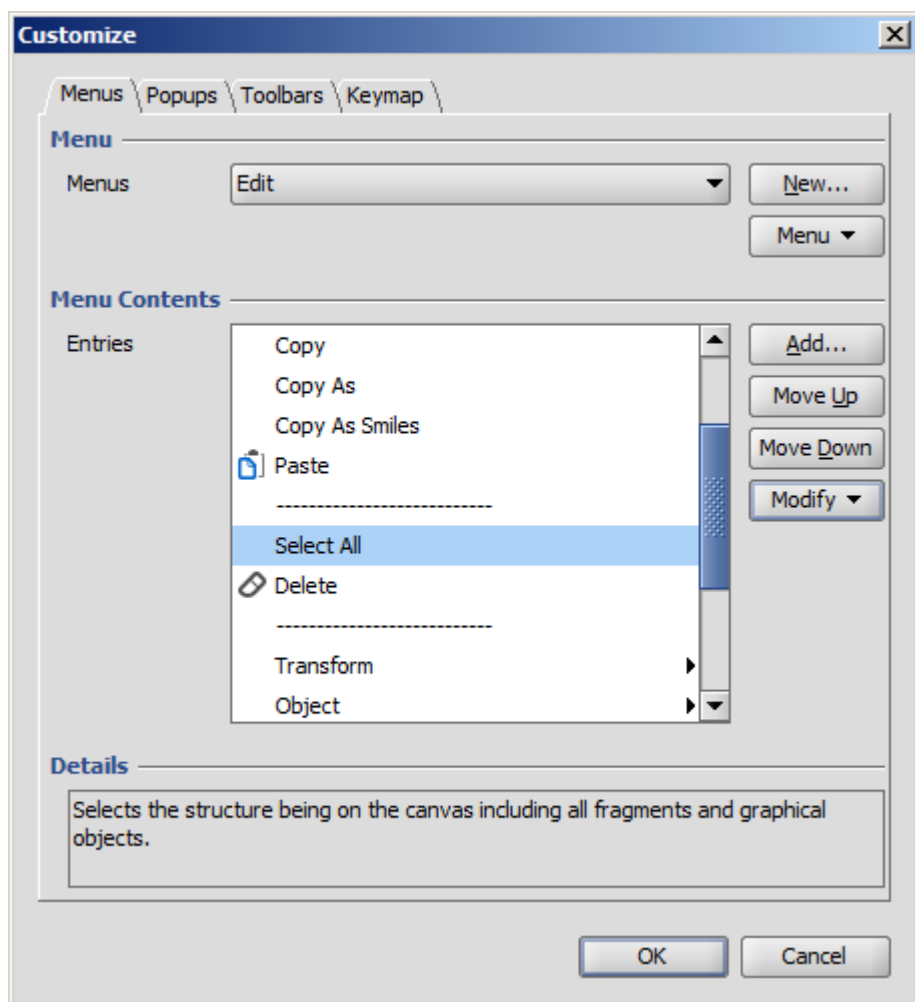 Customize
Menus Popups Toolbars Keymap
Menu
Menus Edit New...
Menu
Menu Contents
Entries Copy Add...
Copy As Move Up
Copy As Smiles
Paste Move Down
---------------------------
Modify
Select All
Delete
---------------------------
Transform
Object
Details
Selects the structure being on the canvas including all fragments and graphical
objects.
OK Cancel